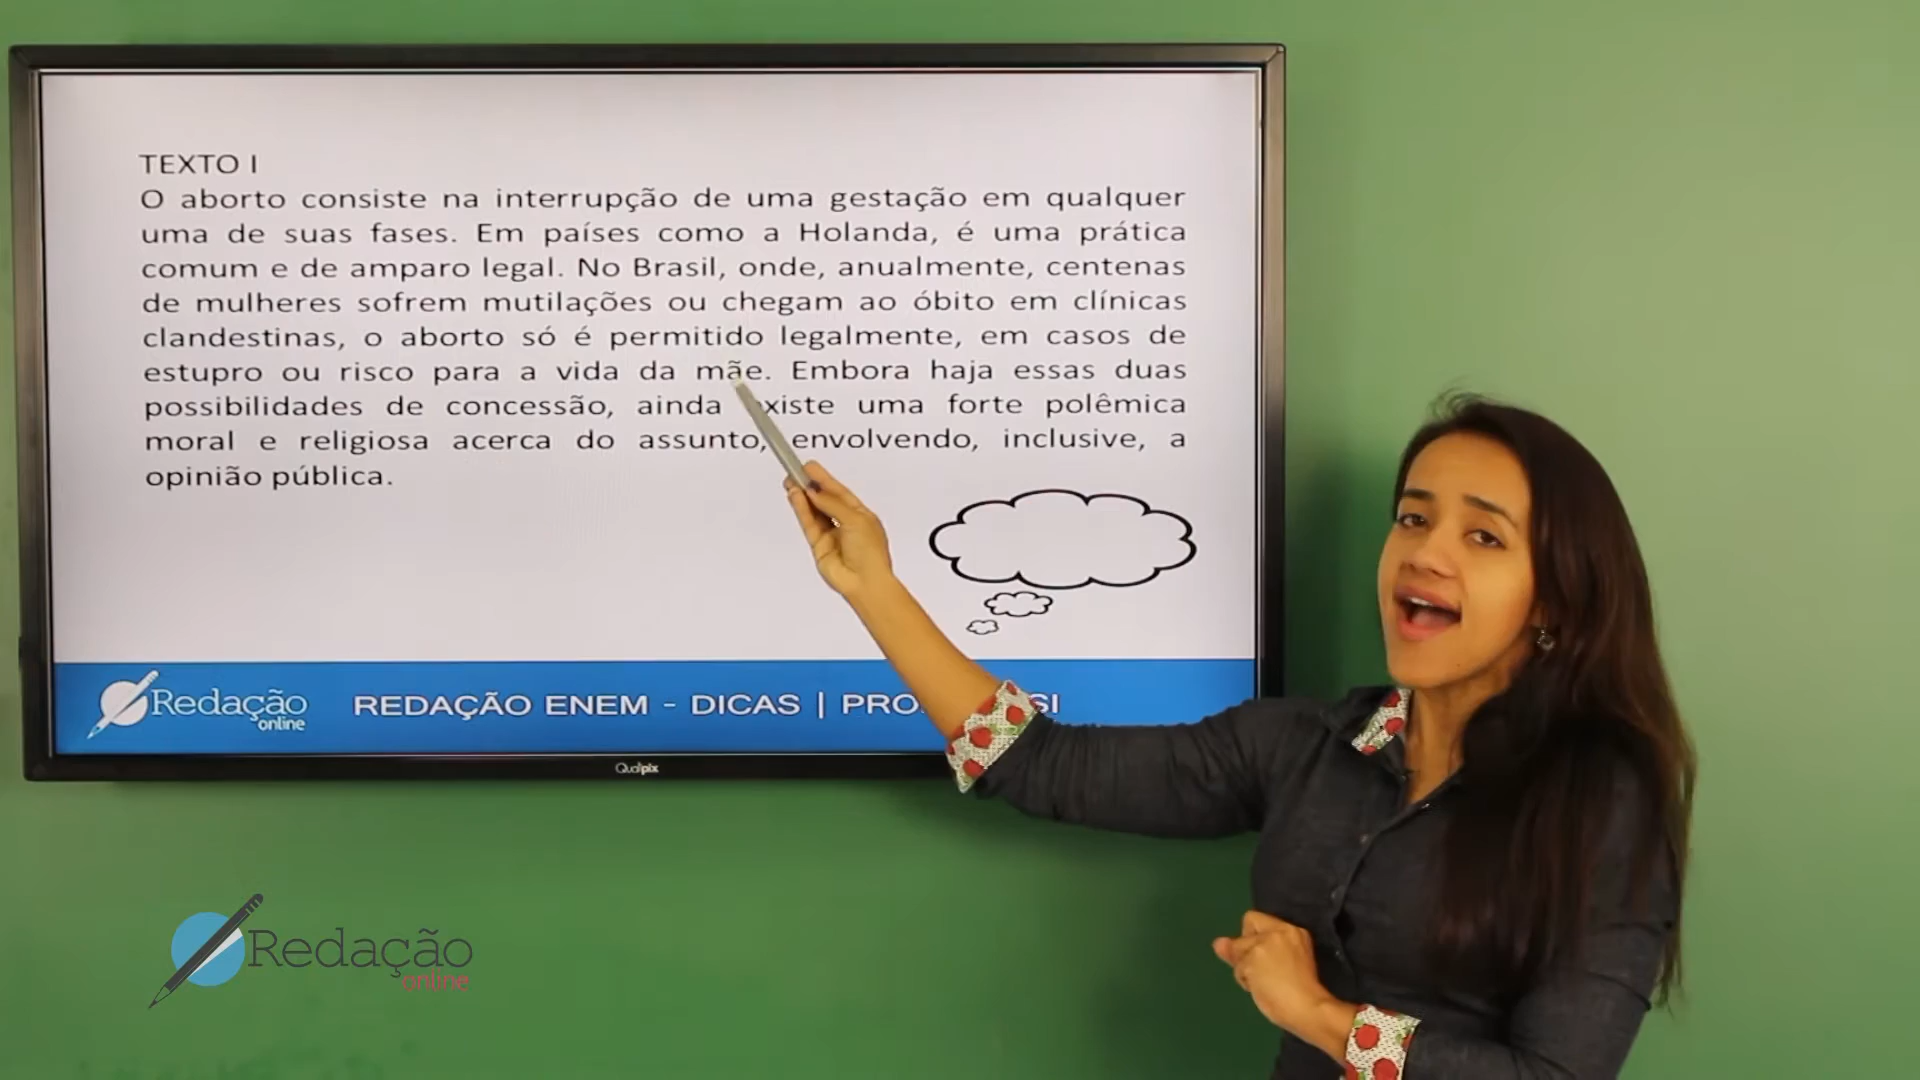 TEXTO I
O aborto consiste na interrupção de uma gestação em qualquer
uma de suas fases. Em países como a Holanda, é uma prática
comum e de amparo legal. No Brasil, onde, anualmente, centenas
de mulheres sofrem mutilações ou chegam ao óbito em clínicas
clandestinas, o aborto só é permitido legalmente, em casos de
estupro ou risco para a vida da mãe. Embora haja essas duas
possibilidades de concessão, ainda existe uma forte polêmica
moral e religiosa acerca do assunto, envolvendo, inclusive, a
opinião pública.
Redação
online
REDAÇÃO ENEM - DICAS |
Qualipix
Redação
online